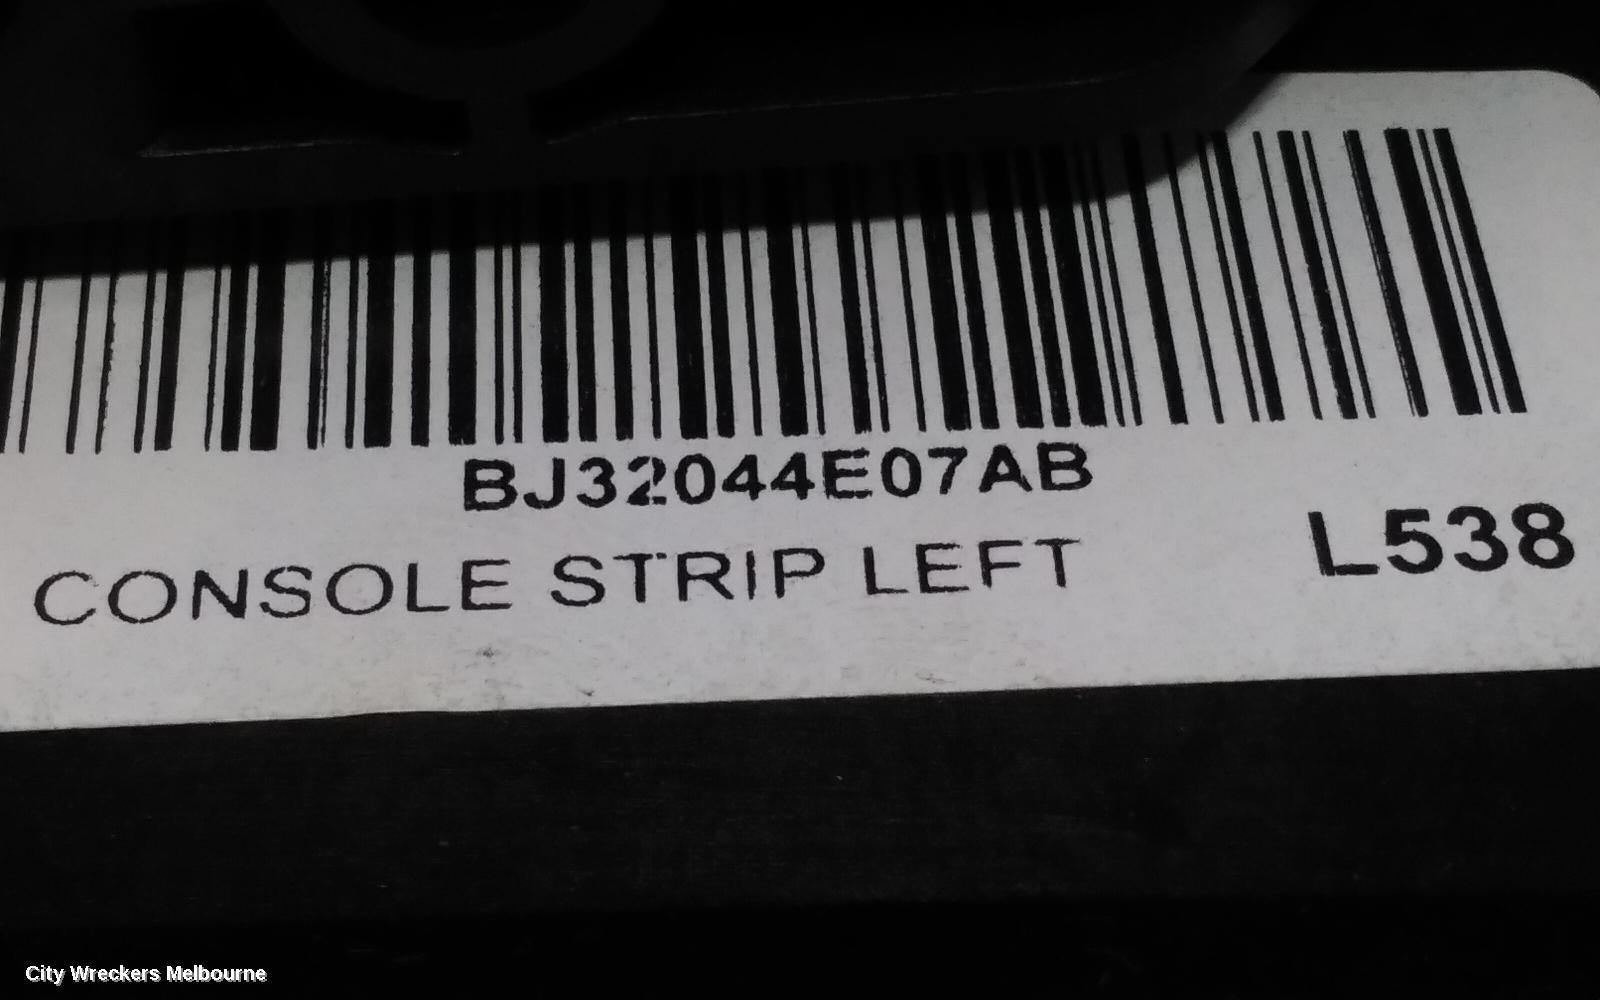 BJ32044E07AB
CONSOLE STRIP LEFT
L538
City Wreckers Melbourne